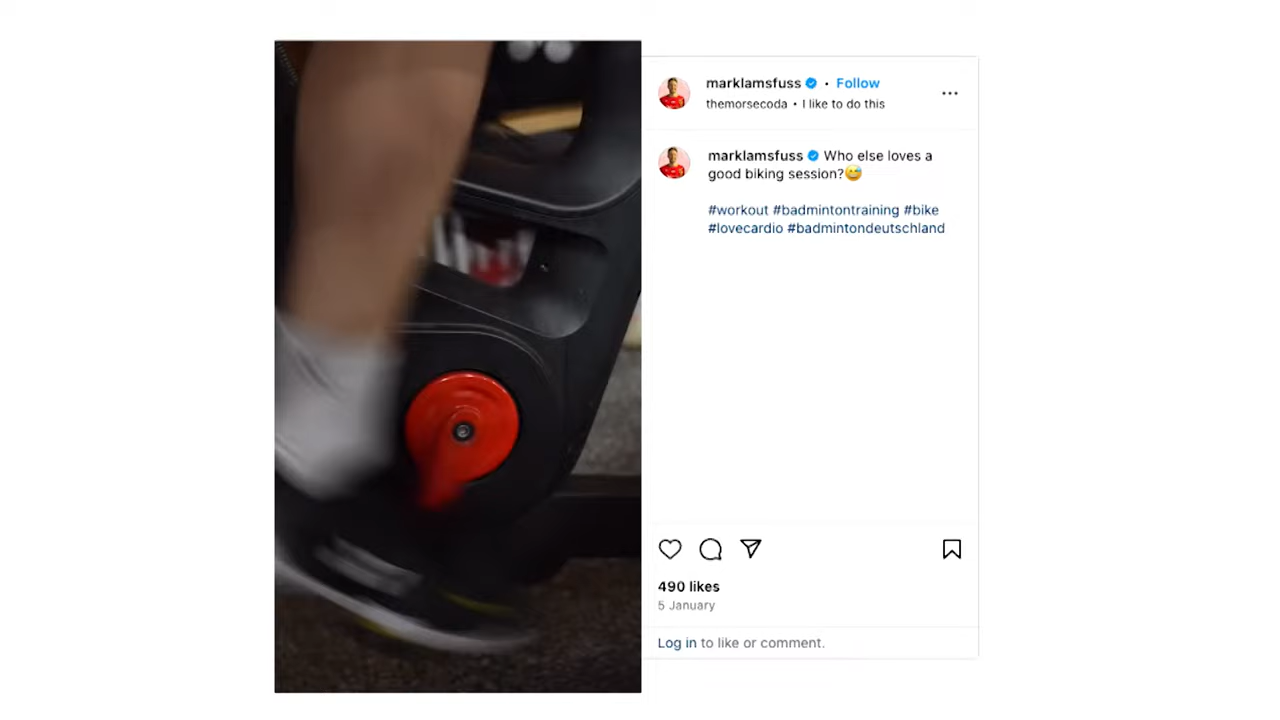 marklamsfuss • Follow
themorsecoda • I like to do this
marklamsfuss Who else loves a
good biking session?😅
#workout #badmintontraining #bike
#lovecardio #badmintondeutschland
490 likes
5 January
Log in to like or comment.